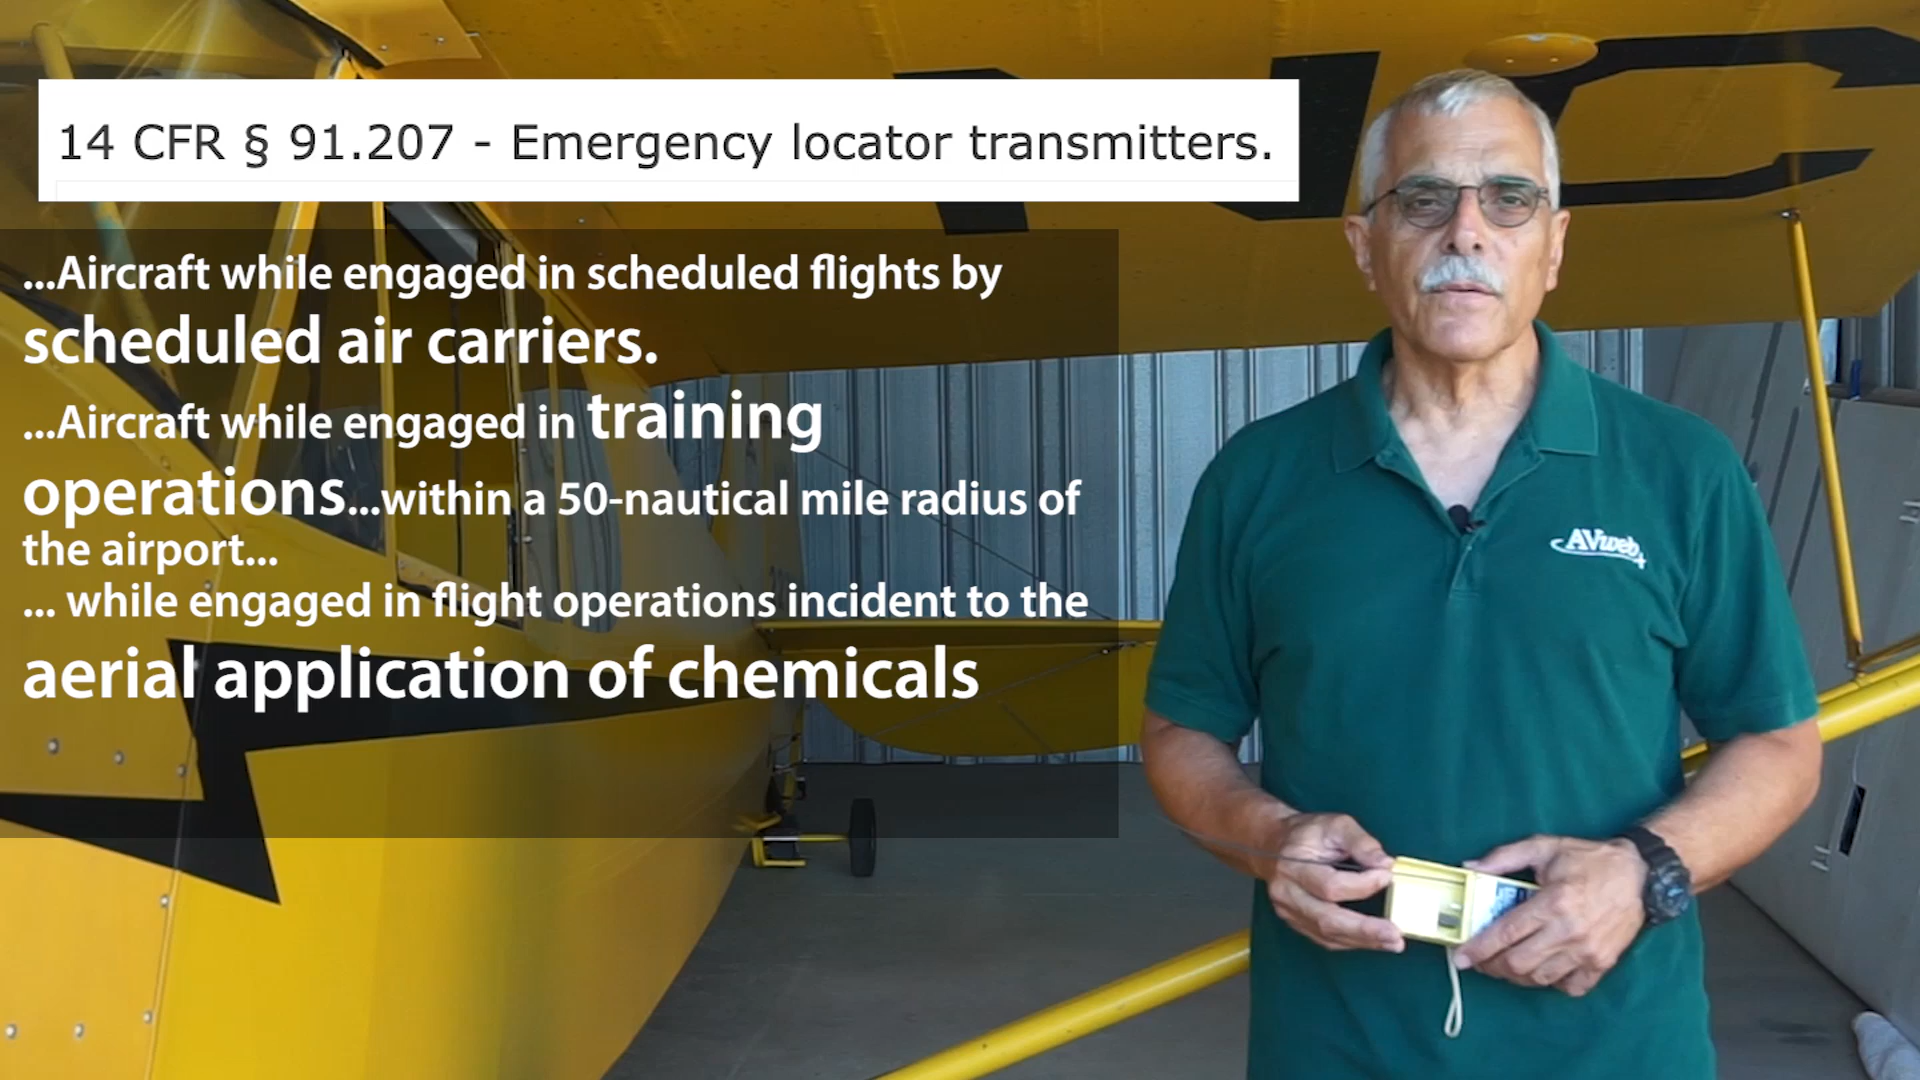 14 CFR § 91.207 - Emergency locator transmitters.
...Aircraft while engaged in scheduled flights by
scheduled air carriers.
...Aircraft while engaged in training
operations...within a 50-nautical mile radius of
the airport...
... while engaged in flight operations incident to the
aerial application of chemicals
NC
AVweb